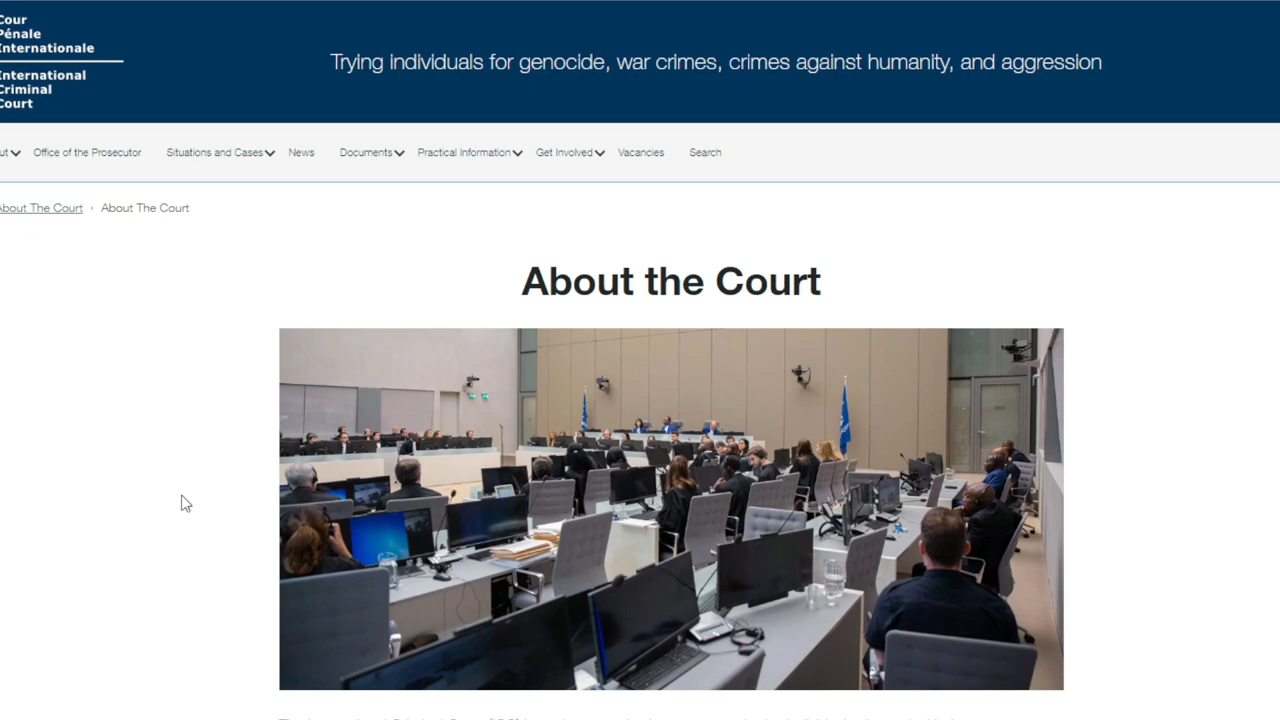 Cour
Pénale
Internationale
International
Criminal
Court
Trying individuals for genocide, war crimes, crimes against humanity, and aggression
Office of the Prosecutor
Situations and Cases
News
Documents
Practical Information
Get Involved
Vacancies
Search
About The Court
About The Court
About the Court